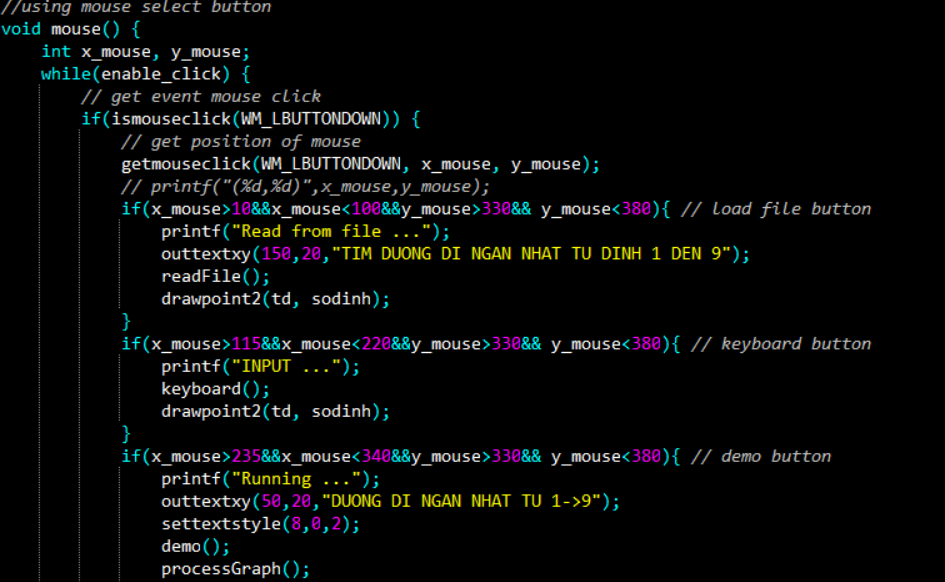 //using mouse select button
void mouse() {
int x_mouse, y_mouse;
while(enable_click) {
// get event mouse click
if(ismouseclick(WM_LBUTTONDOWN)) {
// get position of mouse
getmouseclick(WM_LBUTTONDOWN, x_mouse, y_mouse);
// printf("(%d,%d)",x_mouse,y_mouse);
if(x_mouse>10&&x_mouse<100&&y_mouse>330&& y_mouse<380){ // load file button
printf("Read from file ...");
outtextxy(150,20,"TIM DUONG DI NGAN NHAT TU DINH 1 DEN 9");
readFile();
drawpoint2(td, sodinh);
}
if(x_mouse>115&&x_mouse<220&&y_mouse>330&& y_mouse<380){ // keyboard button
printf("INPUT ...");
keyboard();
drawpoint2(td, sodinh);
}
if(x_mouse>235&&x_mouse<340&&y_mouse>330&& y_mouse<380){ // demo button
printf("Running ...");
outtextxy(50,20,"DUONG DI NGAN NHAT TU 1->9");
settextstyle(8,0,2);
demo();
processGraph();